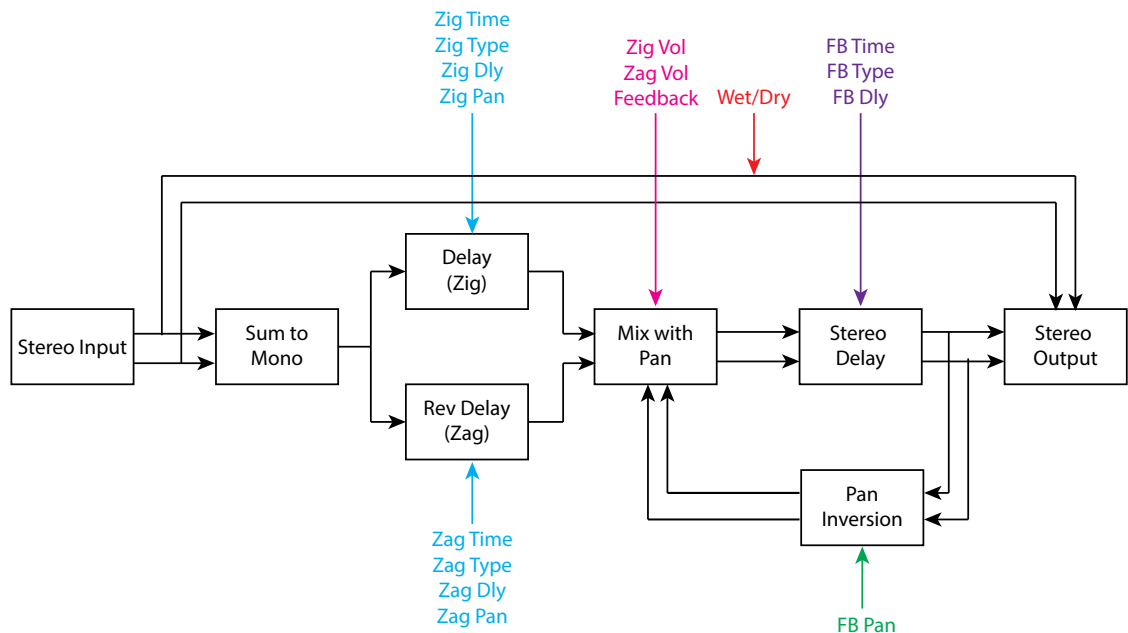 Zig Time
Zig Type
Zig Dly
Zig Pan
Zig Vol
Zag Vol
Feedback
Wet/Dry
FB Time
FB Type
FB Dly
Stereo Input
Sum to
Mono
Delay
(Zig)
Rev Delay
(Zag)
Mix with
Pan
Stereo
Delay
Stereo
Output
Pan
Inversion
Zag Time
Zag Type
Zag Dly
Zag Pan
FB Pan